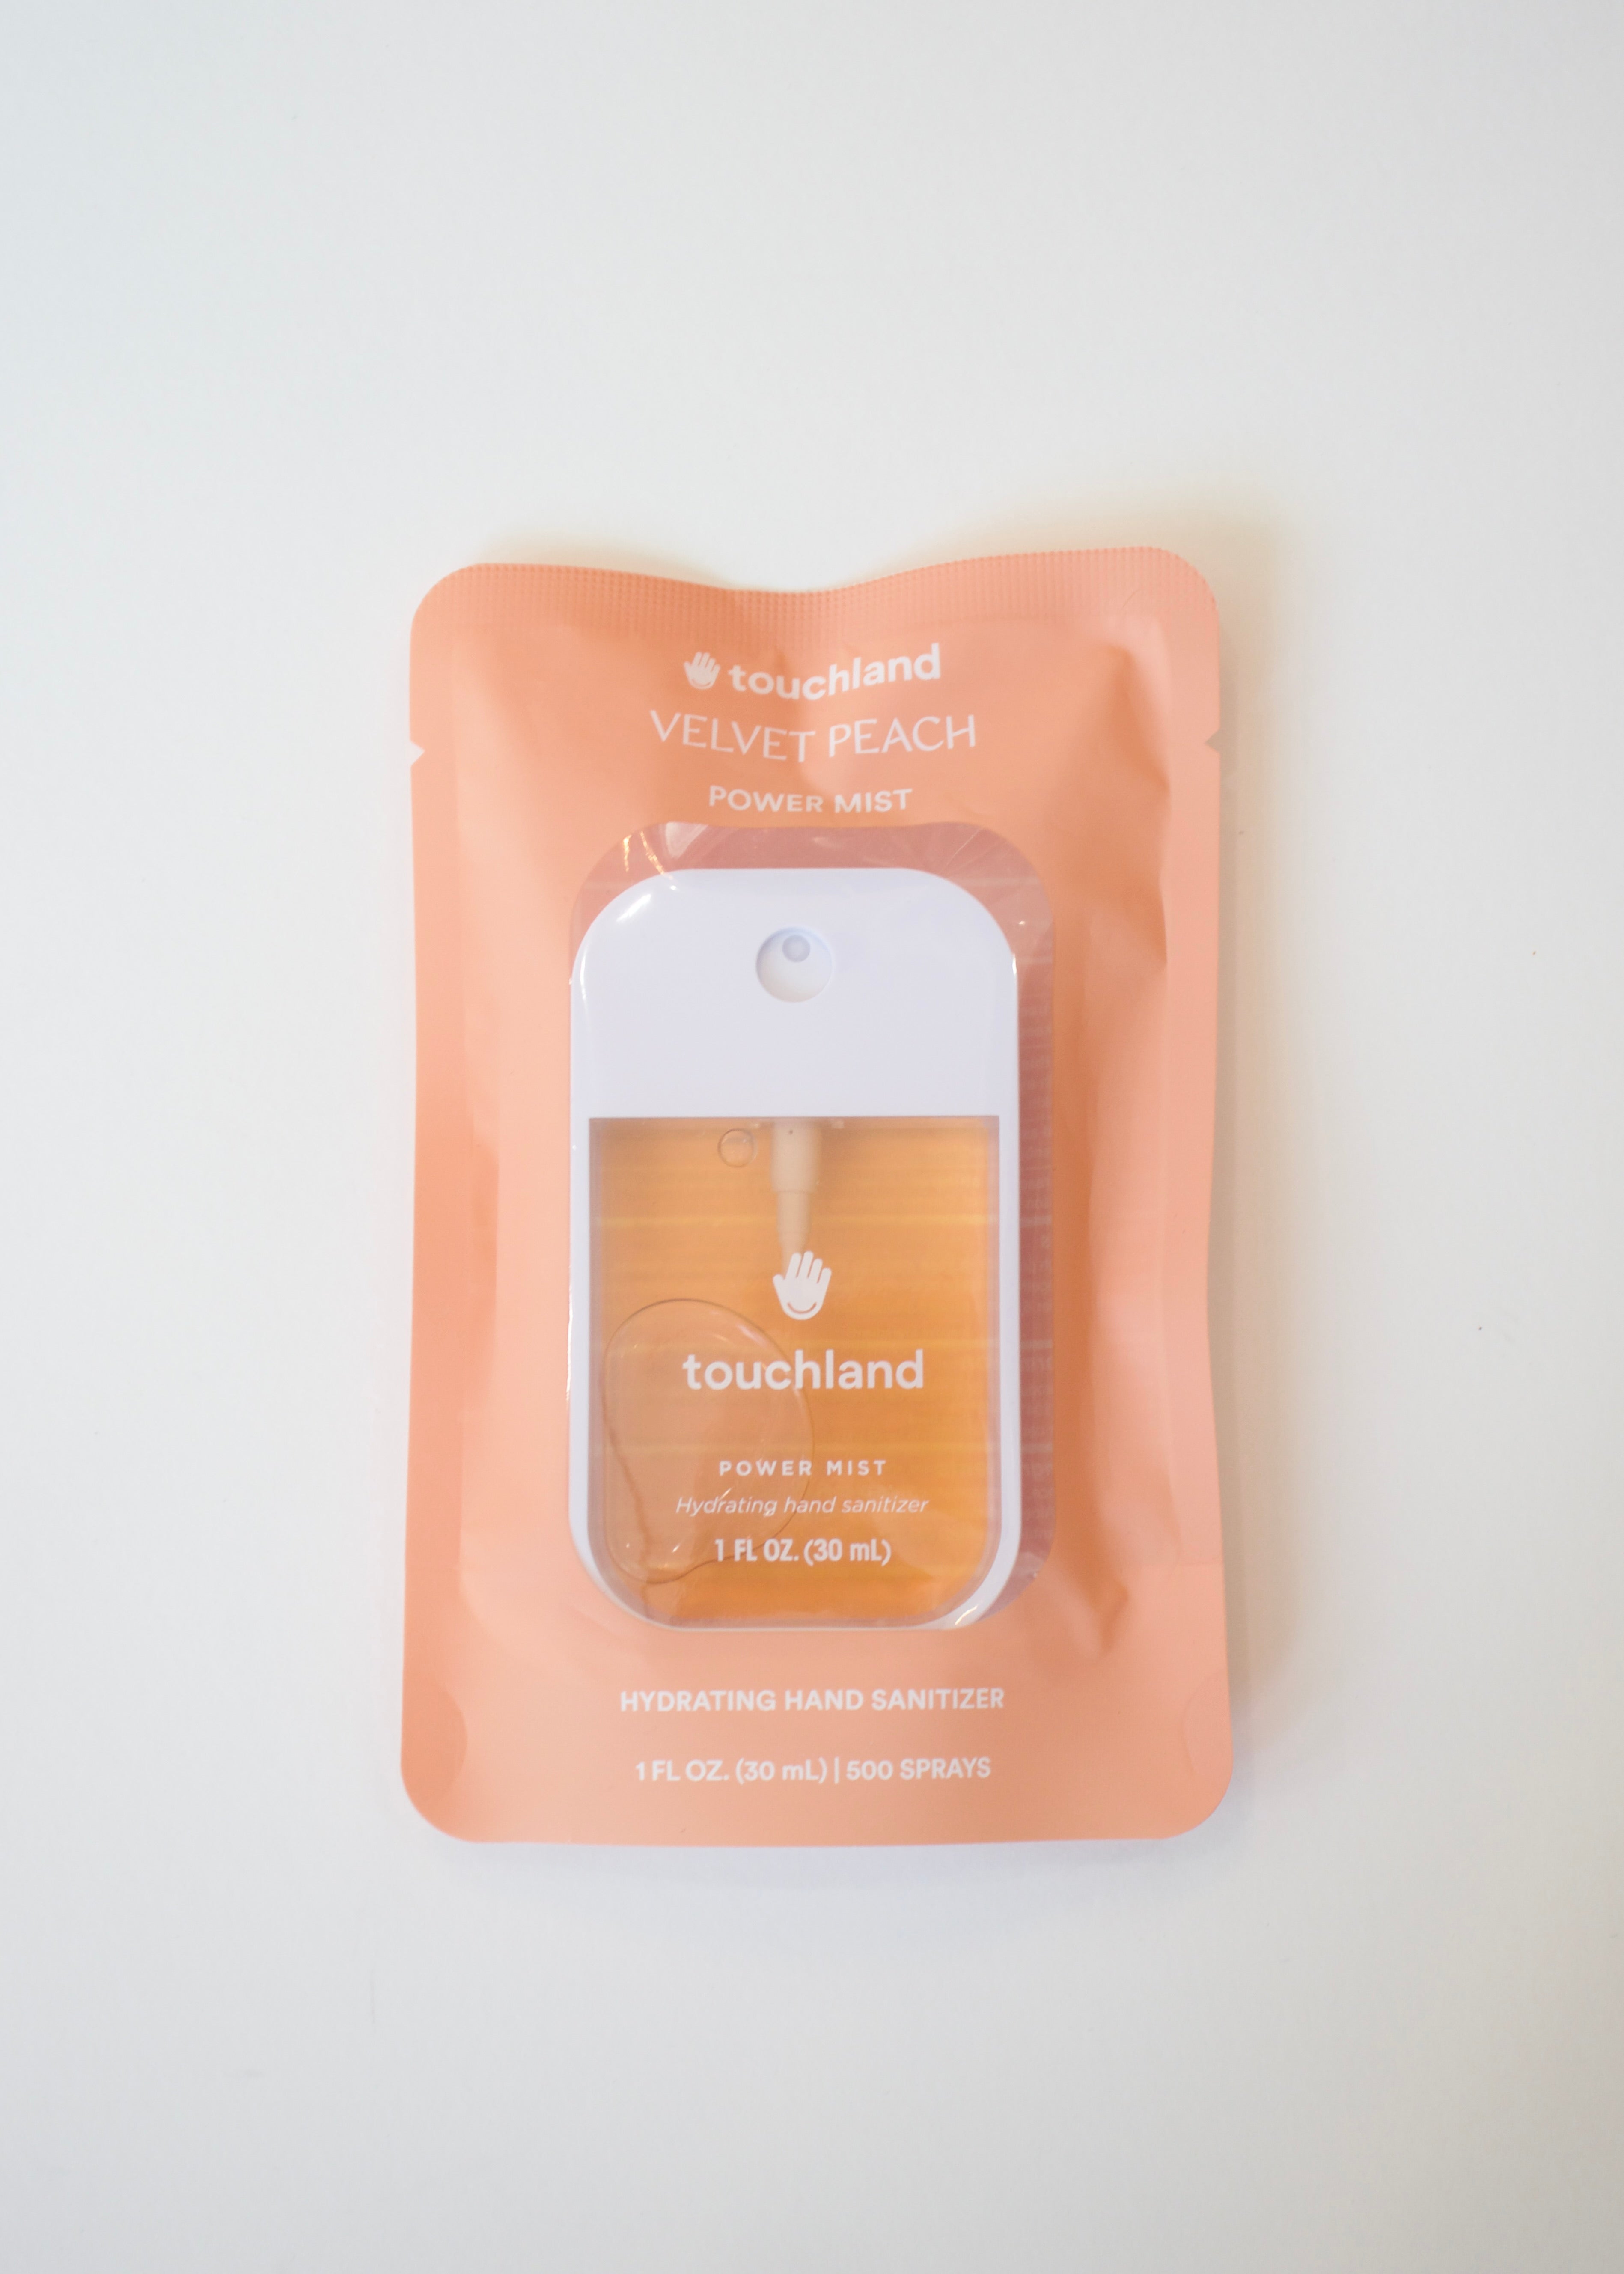 touchland
VELVET PEACH
POWER MIST
touchland
POWER MIST
Hydrating hand sanitizer
1 FL OZ. (30 mL)
HYDRATING HAND SANITIZER
1 FL OZ. (30 mL) | 500 SPRAYS